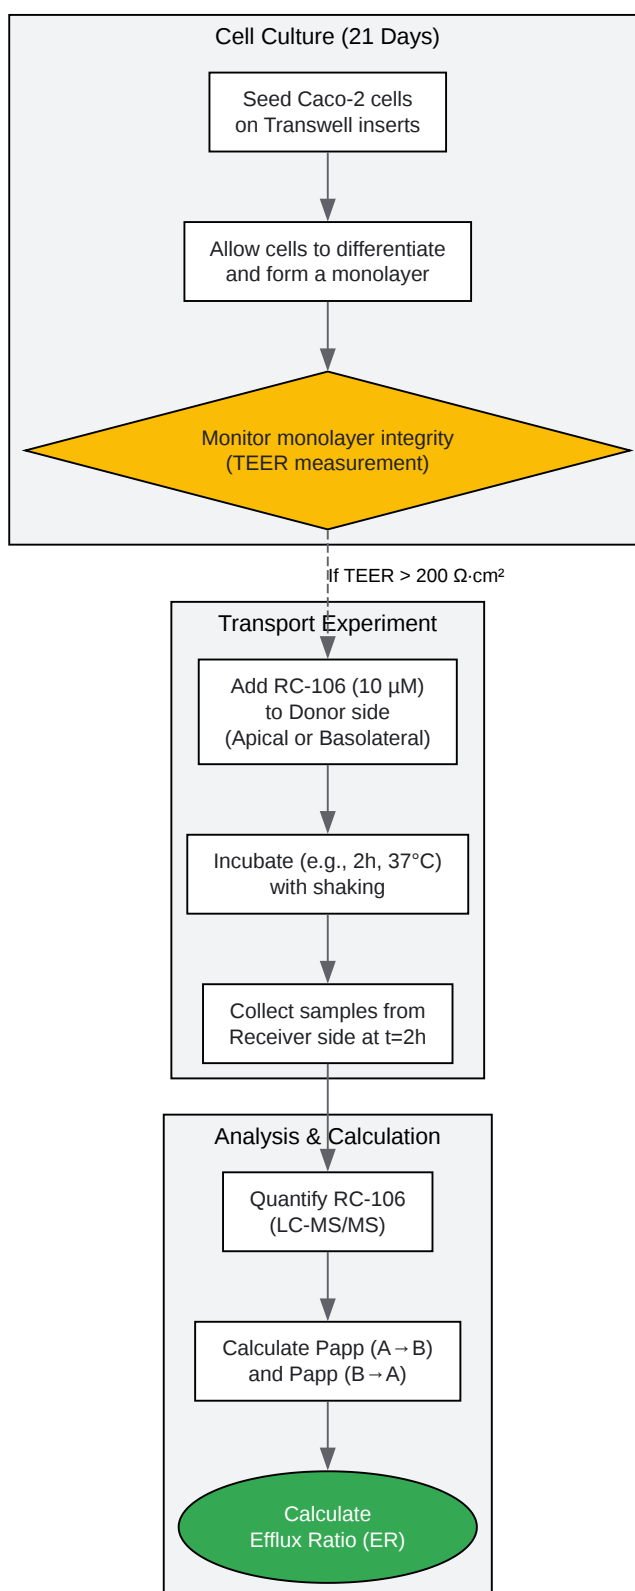 Cell Culture (21 Days)
Seed Caco-2 cells
on Transwell inserts
Allow cells to differentiate
and form a monolayer
Monitor monolayer integrity
(TEER measurement)
If TEER > 200 Ω·cm²
Transport Experiment
Add RC-106 (10 µM)
to Donor side
(Apical or Basolateral)
Incubate (e.g., 2h, 37°C)
with shaking
Collect samples from
Receiver side at t=2h
Analysis & Calculation
Quantify RC-106
(LC-MS/MS)
Calculate Papp (A→B)
and Papp (B→A)
Calculate
Efflux Ratio (ER)